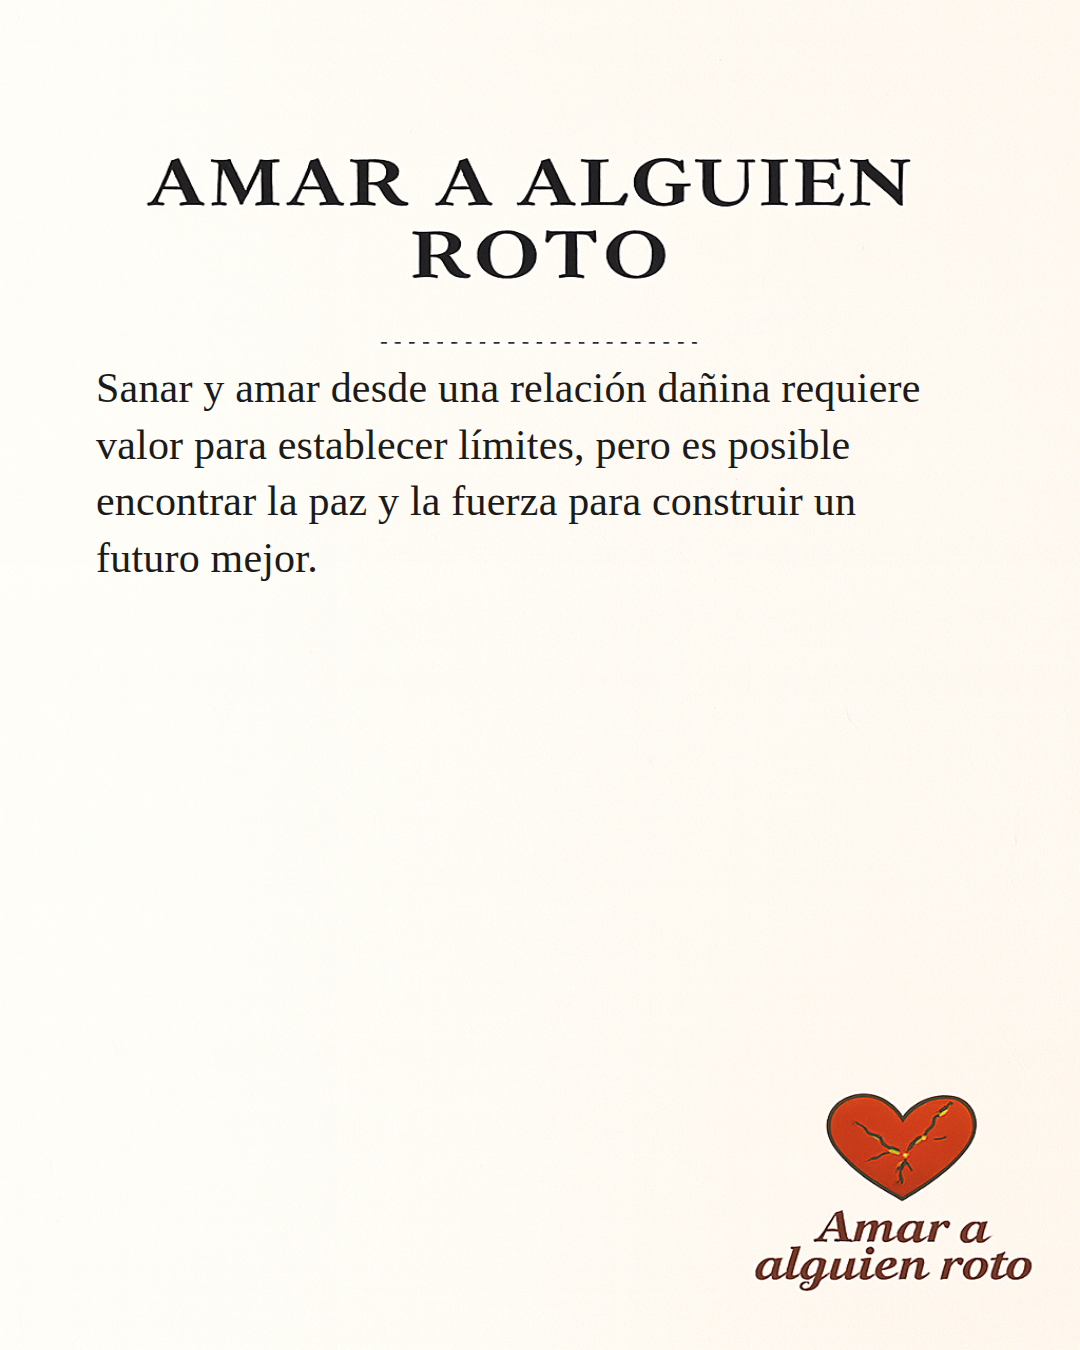 AMAR A ALGUIEN
ROTO
----------------------
Sanar y amar desde una relación dañina requiere
valor para establecer límites, pero es posible
encontrar la paz y la fuerza para construir un
futuro mejor.
Amar a
alguien roto